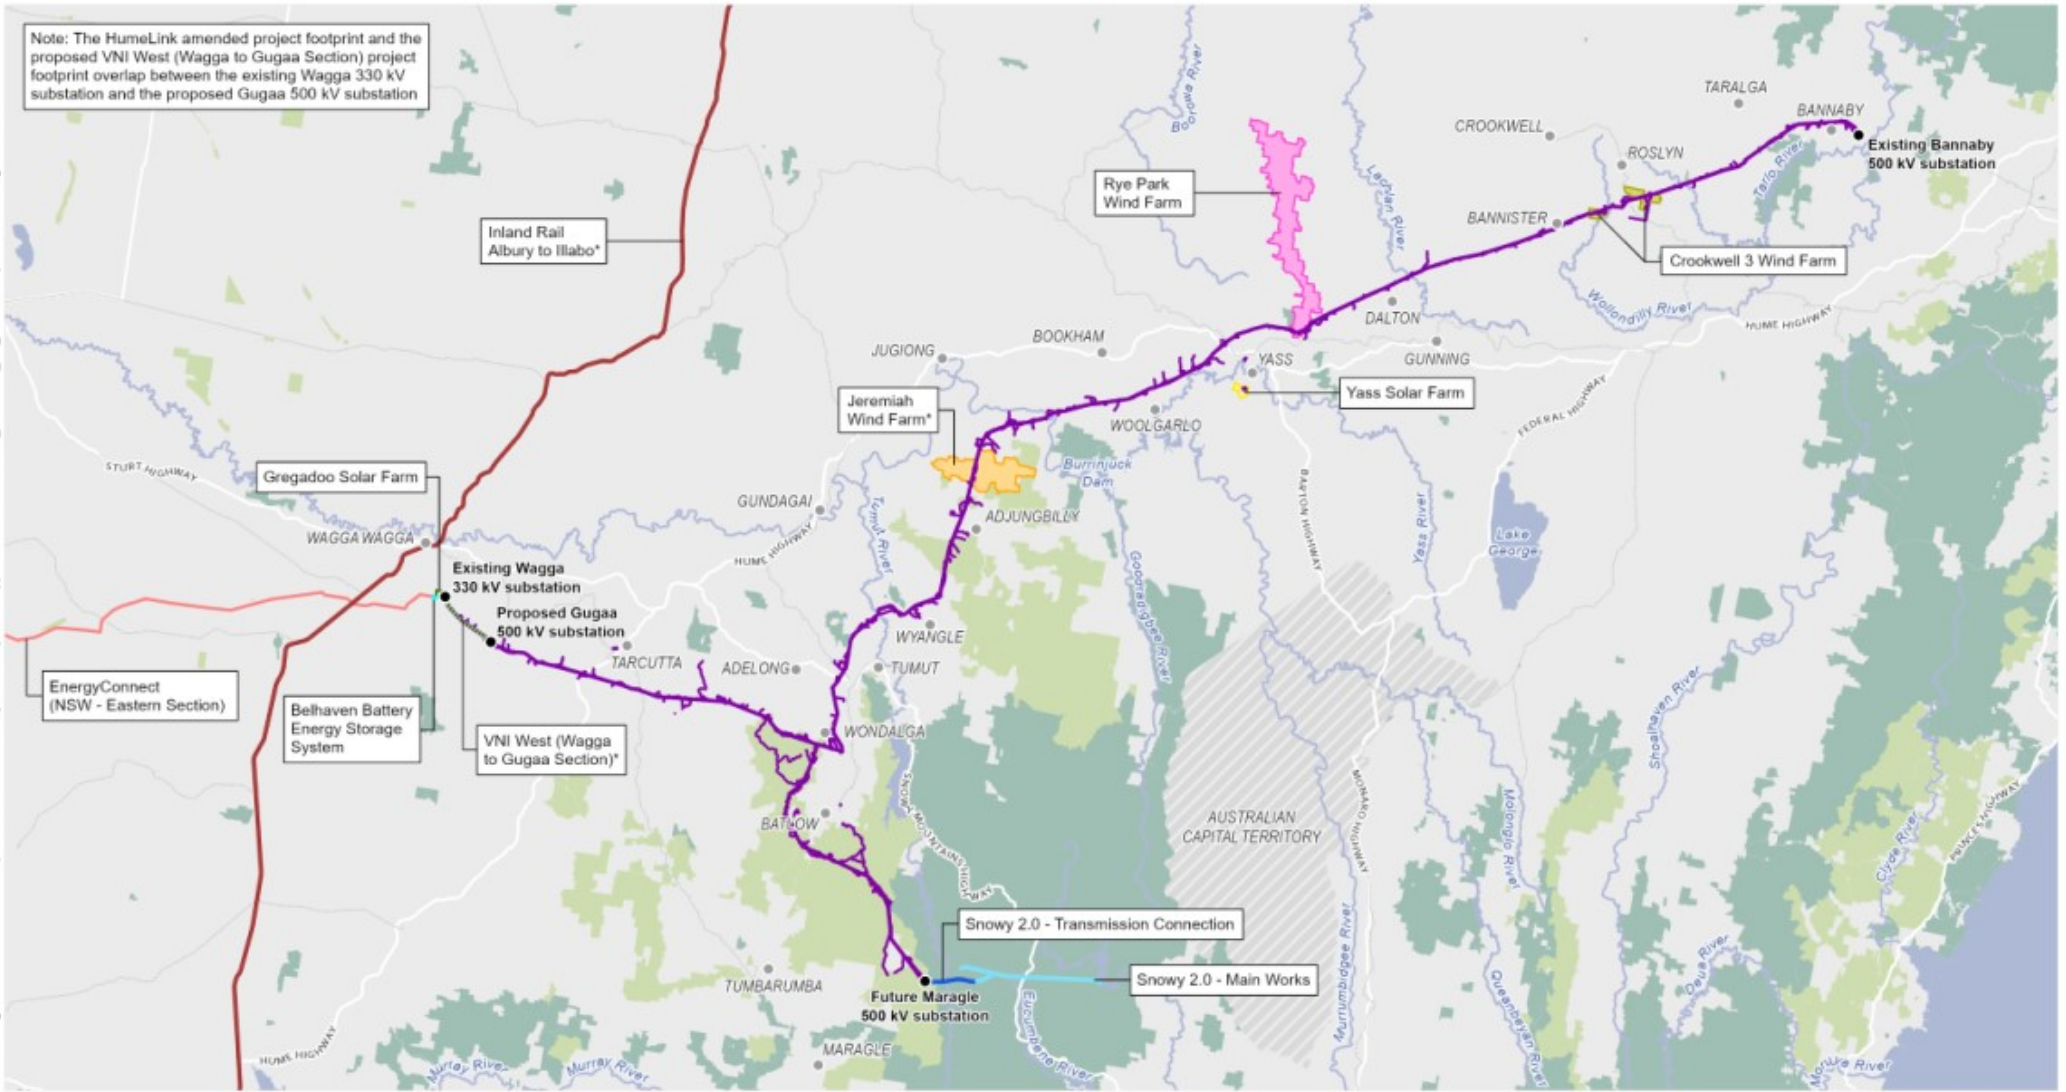 Note: The HumeLink amended project footprint and the
proposed VNI West (Wagga to Gugaa Section) project
footprint overlap between the existing Wagga 330 kV
substation and the proposed Gugaa 500 kV substation
Boorowa River
TARALGA
BANNABY
CROOKWELL
Existing Bannaby
500 kV substation
ROSLYN
Tarlo River
Rye Park
Wind Farm
Lachlan River
BANNISTER
Inland Rail
Albury to Illabo*
Crookwell 3 Wind Farm
Wollondilly River
HUME HIGHWAY
DALTON
BOOKHAM
JUGIONG
YASS
GUNNING
Jeremiah
Wind Farm*
Yass Solar Farm
WOOLGARLO
FEDERAL HIGHWAY
STURT HIGHWAY
Gregadoo Solar Farm
Burrinjuck
Dam
BARTON HIGHWAY
GUNDAGAI
Tumut River
ADJUNGBILLY
Yass River
Lake
George
WAGGA WAGGA
HUME HIGHWAY
Goobarragandra River
Existing Wagga
330 kV substation
Proposed Gugaa
500 kV substation
WYANGLE
TARCUTTA
ADELONG
TUMUT
EnergyConnect
(NSW - Eastern Section)
Belhaven Battery
Energy Storage
System
VNI West (Wagga
to Gugaa Section)*
WONDALGA
Shoalhaven River
SNOWY MOUNTAINS HIGHWAY
MONARO HIGHWAY
Molonglo River
AUSTRALIAN
CAPITAL TERRITORY
BATLOW
Clyde River
PRINCES HIGHWAY
Snowy 2.0 - Transmission Connection
Murrumbidgee River
Deua River
Snowy 2.0 - Main Works
TUMBARUMBA
Future Maragle
500 kV substation
Queanbeyan River
Eucumbene River
HUME HIGHWAY
MARAGLE
Murray River
Murray River
Moruya River